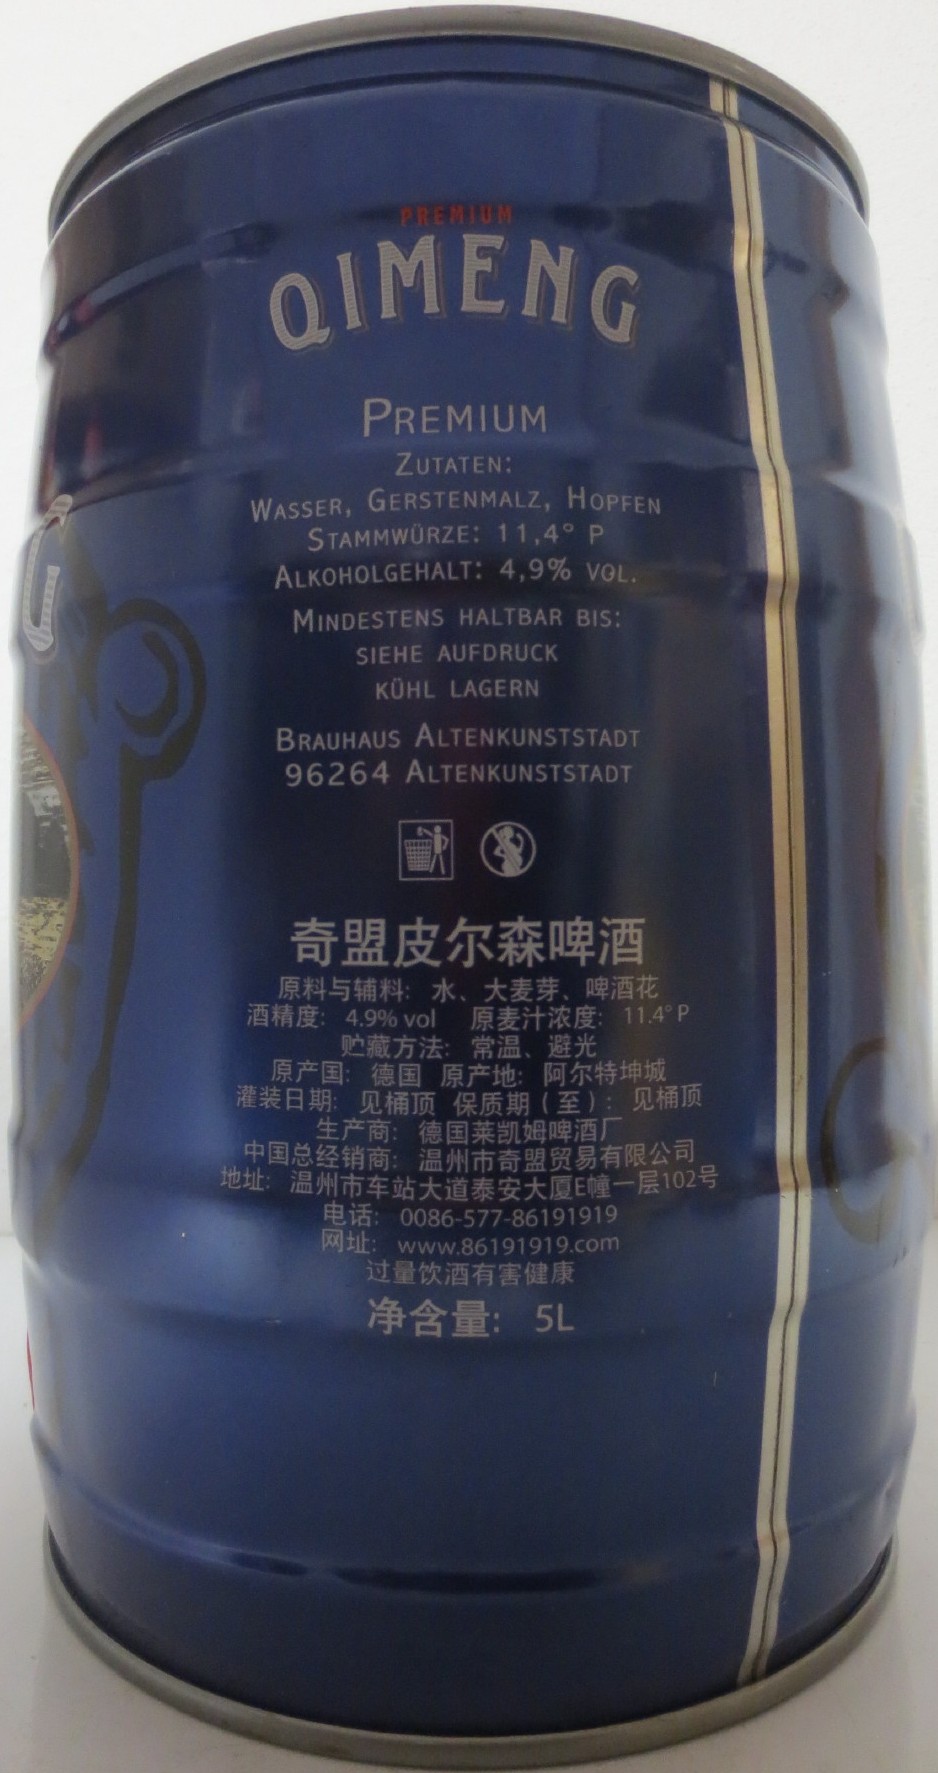 PREMIUM
QIMENG
PREMIUM
ZUTATEN:
WASSER, GERSTENMALZ, HOPFEN
STAMMWÜRZE: 11,4° P
ALKOHOLGEHALT: 4,9% VOL.
MINDESTENS HALTBAR BIS:
SIEHE AUFDRUCK
KÜHL LAGERN
BRAUHAUS ALTENKUNSTSTADT
96264 ALTENKUNSTSTADT
奇盟皮尔森啤酒
原料与辅料: 水、大麦芽、啤酒花
酒精度: 4.9% vol 原麦汁浓度: 11.4° P
贮藏方法: 常温、避光
原产国: 德国 原产地: 阿尔特坤城
灌装日期: 见桶顶 保质期(至): 见桶顶
生产商: 德国莱凯姆啤酒厂
中国总经销商: 温州市奇盟贸易有限公司
地址: 温州市车站大道泰安大厦E幢一层102号
电话: 0086-577-86191919
网址: www.86191919.com
过量饮酒有害健康
净含量: 5L